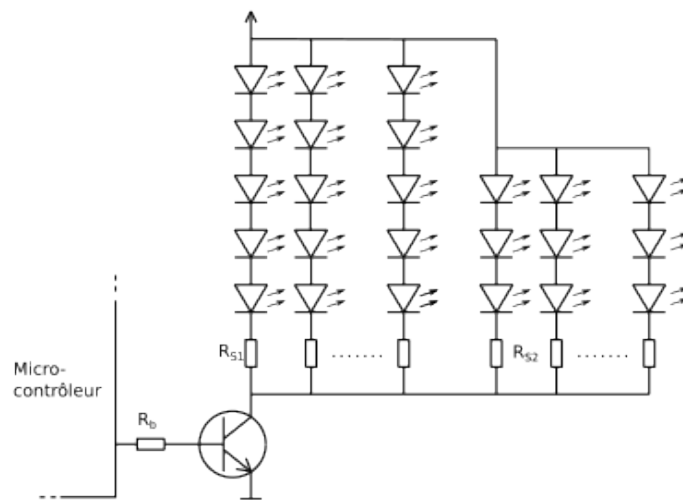 R_S1
.......
R_S2
.......
Micro-
contrôleur
R_b